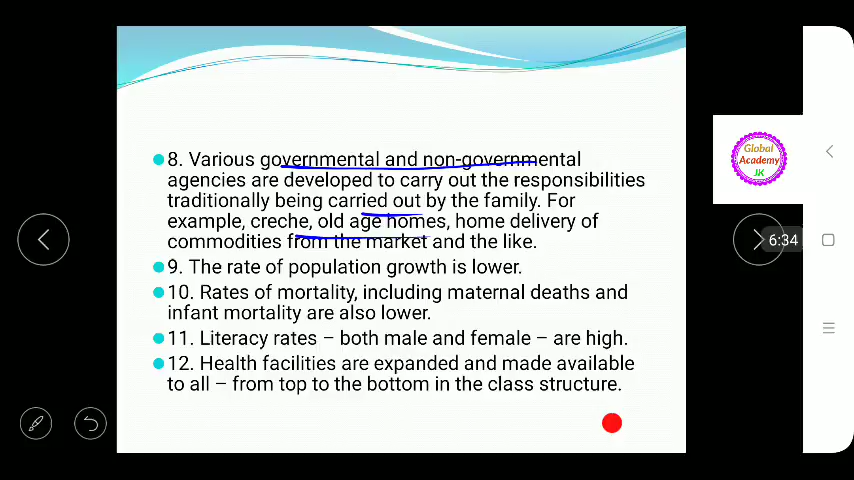 8. Various governmental and non-governmental
agencies are developed to carry out the responsibilities
traditionally being carried out by the family. For
example, creche, old age homes, home delivery of
commodities from the market and the like.
9. The rate of population growth is lower.
10. Rates of mortality, including maternal deaths and
infant mortality are also lower.
11. Literacy rates – both male and female – are high.
12. Health facilities are expanded and made available
to all – from top to the bottom in the class structure.
Global
Academy
JK
6:34